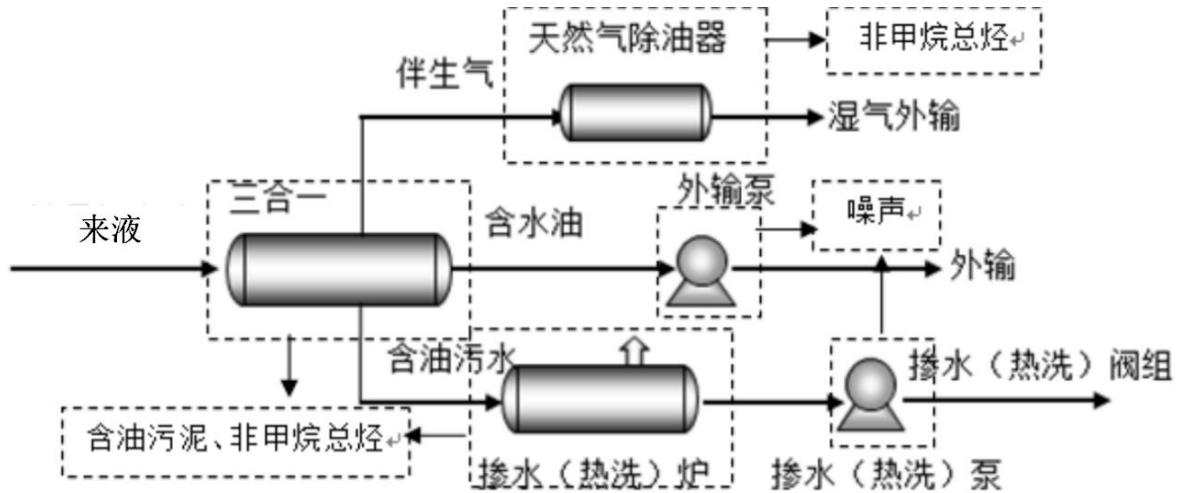 天然气除油器
非甲烷总烃↵
伴生气
湿气外输
三合一
外输泵
噪声↵
来液
含水油
外输
含油污水
掺水（热洗）阀组
含油污泥、非甲烷总烃↵
掺水（热洗）炉
掺水（热洗）泵